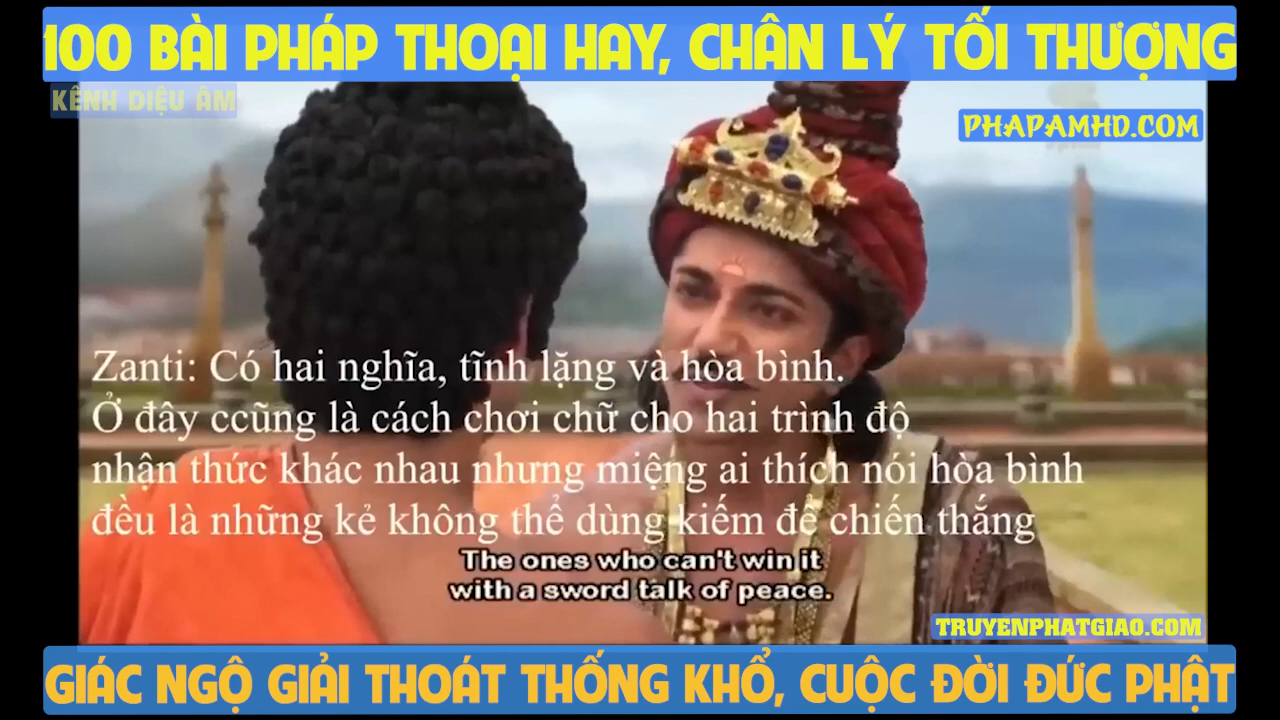 100 BÀI PHÁP THOẠI HAY, CHÂN LÝ TỐI THƯỢNG
KÊNH DIỆU ÂM
PHAPAMHD.COM
Zanti: Có hai nghĩa, tĩnh lặng và hòa bình.
Ở đây ccũng là cách chơi chữ cho hai trình độ
nhận thức khác nhau nhưng miệng ai thích nói hòa bình
đều là những kẻ không thể dùng kiếm để chiến thắng
The ones who can't win it
with a sword talk of peace.
TRUYENPHATGIAO.COM
GIÁC NGỘ GIẢI THOÁT THỐNG KHỔ, CUỘC ĐỜI ĐỨC PHẬT